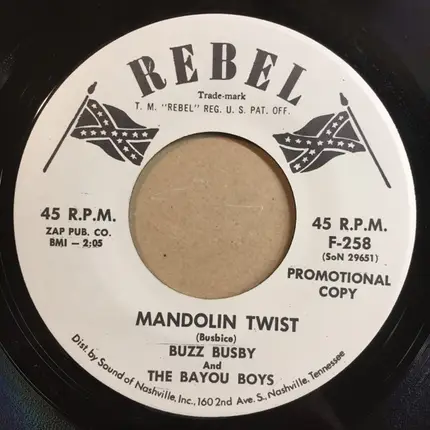 REBEL
Trade-mark
T. M. "REBEL" REG. U. S. PAT. OFF.
45 R.P.M.
ZAP PUB. CO.
BMI — 2:05
45 R.P.M.
F-258
(SoN 29651)
PROMOTIONAL
COPY
MANDOLIN TWIST
(Busbice)
BUZZ BUSBY
And
THE BAYOU BOYS
Dist. by Sound of Nashville, Inc., 160 2nd Ave. S., Nashville, Tennessee